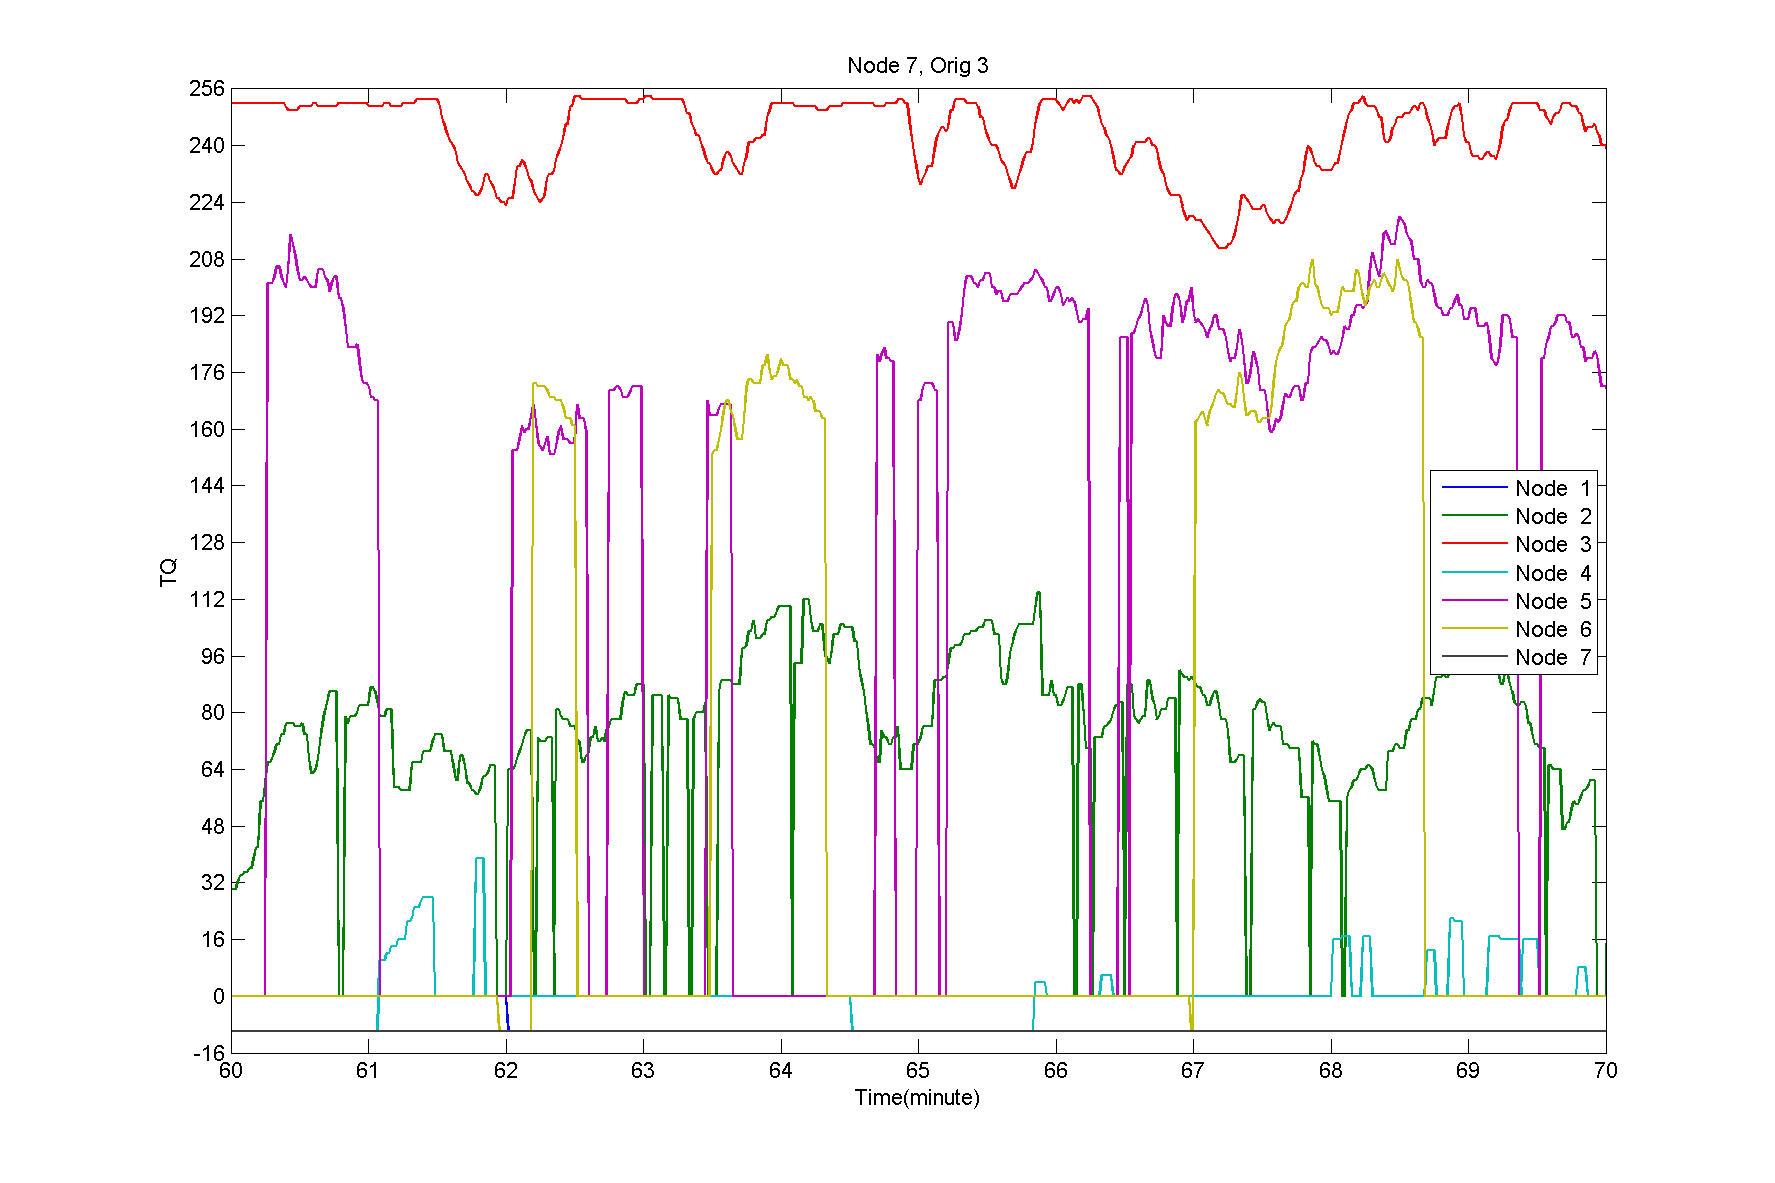 Node 7, Orig 3
256
240
224
208
192
176
160
144
128
112
96
80
64
48
32
16
0
-16
TQ
Node 1
Node 2
Node 3
Node 4
Node 5
Node 6
Node 7
60 61 62 63 64 65 66 67 68 69 70
Time(minute)